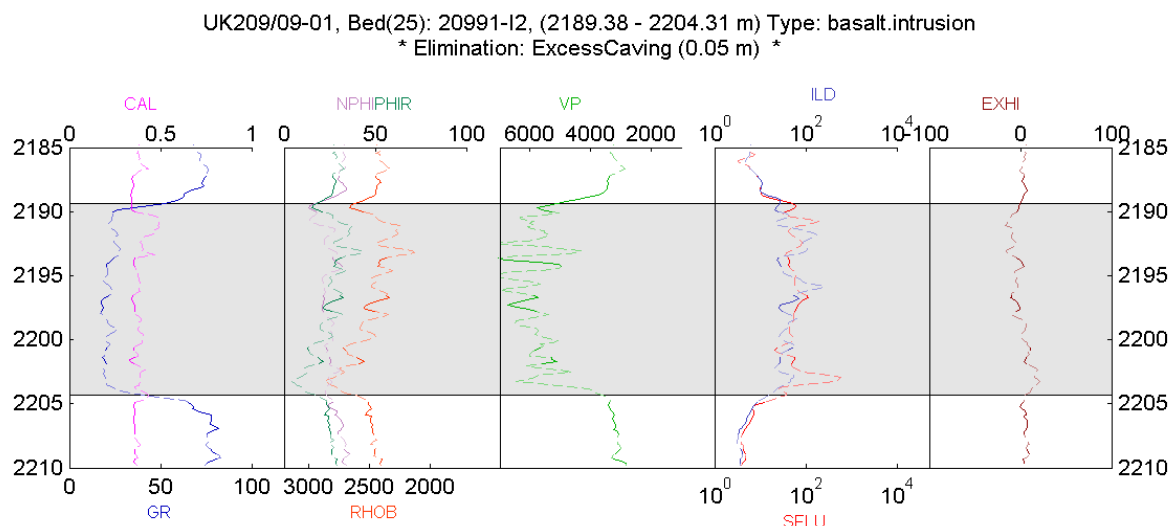 UK209/09-01, Bed(25): 20991-I2, (2189.38 - 2204.31 m) Type: basalt.intrusion
* Elimination: ExcessCaving (0.05 m) *
CAL NPHI PHIR VP ILD EXHI
0 0.5 1 0 50 100 6000 4000 2000 10^0 10^2 10^4 -100 0 100
2185 2185
2190 2190
2195 2195
2200 2200
2205 2205
2210 2210
0 50 100 3000 2500 2000 10^0 10^2 10^4
GR RHOB SFLU